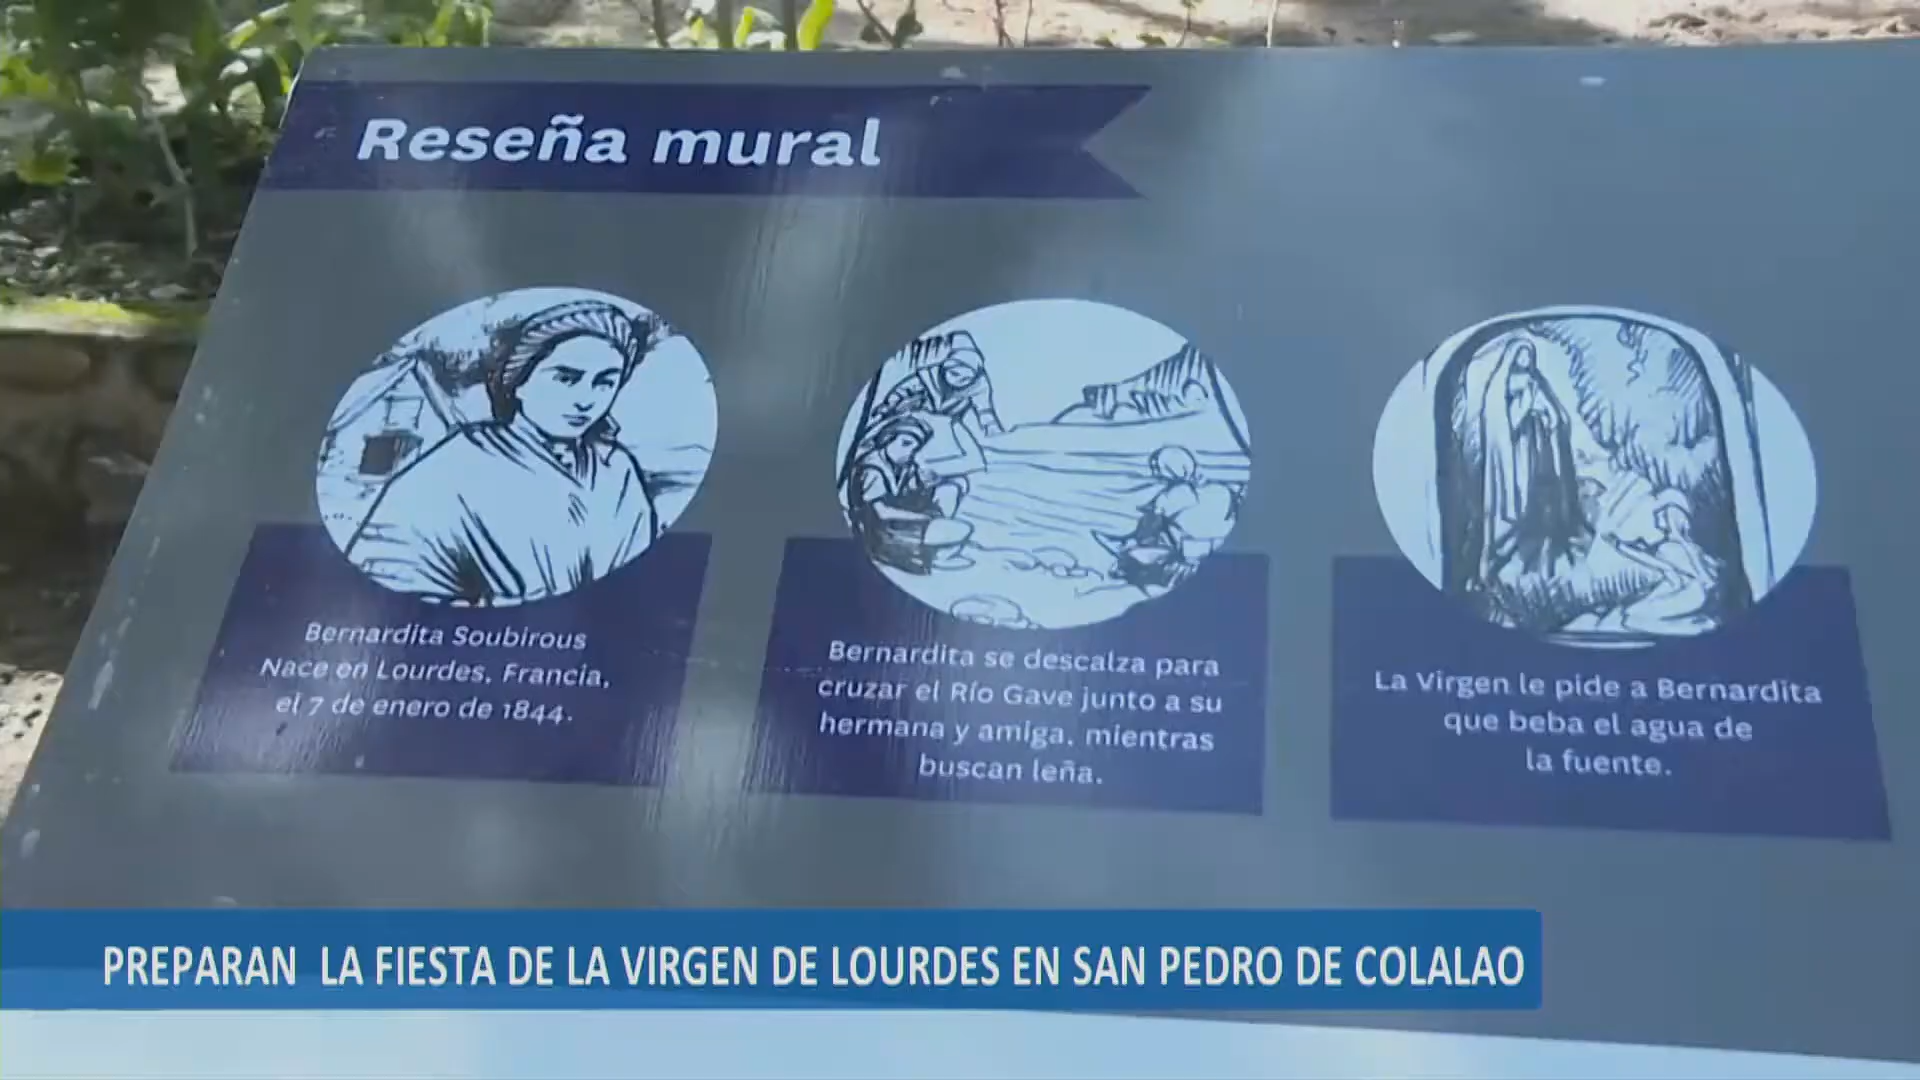 Reseña mural
Bernardita Soubirous
Nace en Lourdes, Francia,
el 7 de enero de 1844.
Bernardita se descalza para
cruzar el Río Gave junto a su
hermana y amiga, mientras
buscan leña.
La Virgen le pide a Bernardita
que beba el agua de
la fuente.
PREPARAN LA FIESTA DE LA VIRGEN DE LOURDES EN SAN PEDRO DE COLALAO